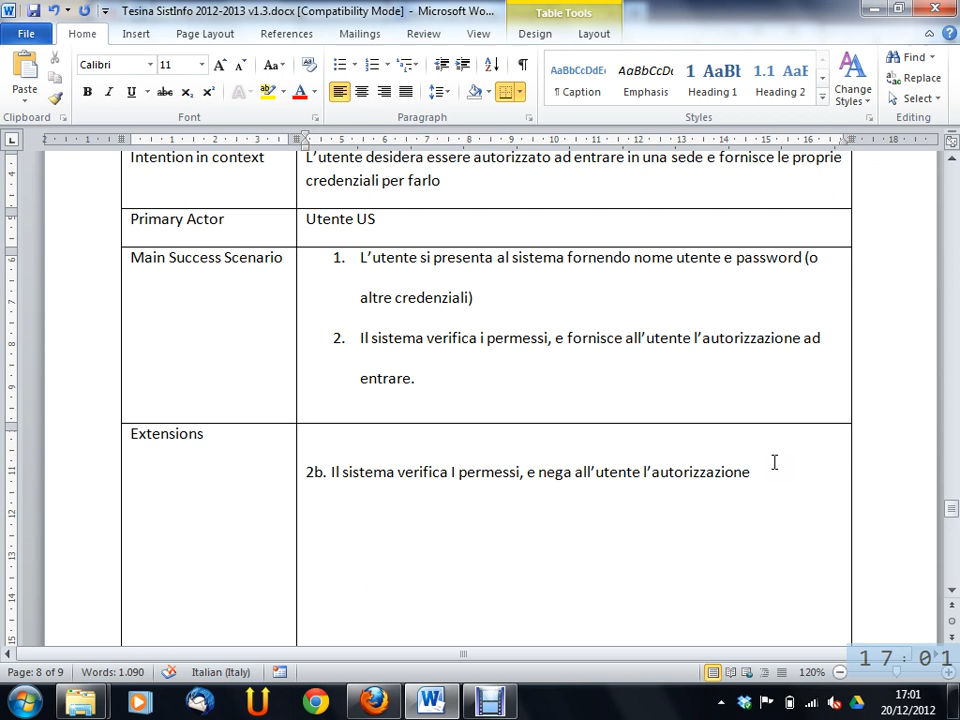 Tesina SistInfo 2012-2013 v1.3.docx [Compatibility Mode] - Microsoft Wo...
Table Tools
File
Home
Insert
Page Layout
References
Mailings
Review
View
Design
Layout
Paste
Clipboard
Calibri
11
Font
Paragraph
AaBbCcDdEe
¶ Caption
AaBbCcDc
Emphasis
1 AaBb
Heading 1
1.1 AaB
Heading 2
Styles
Change
Styles
Find
Replace
Select
Editing
Intention in context
L'utente desidera essere autorizzato ad entrare in una sede e fornisce le proprie
credenziali per farlo
Primary Actor
Utente US
Main Success Scenario
1. L'utente si presenta al sistema fornendo nome utente e password (o
altre credenziali)
2. Il sistema verifica i permessi, e fornisce all'utente l'autorizzazione ad
entrare.
Extensions
2b. Il sistema verifica I permessi, e nega all'utente l'autorizzazione
17:01
Page: 8 of 9
Words: 1.090
Italian (Italy)
120%
17:01
20/12/2012